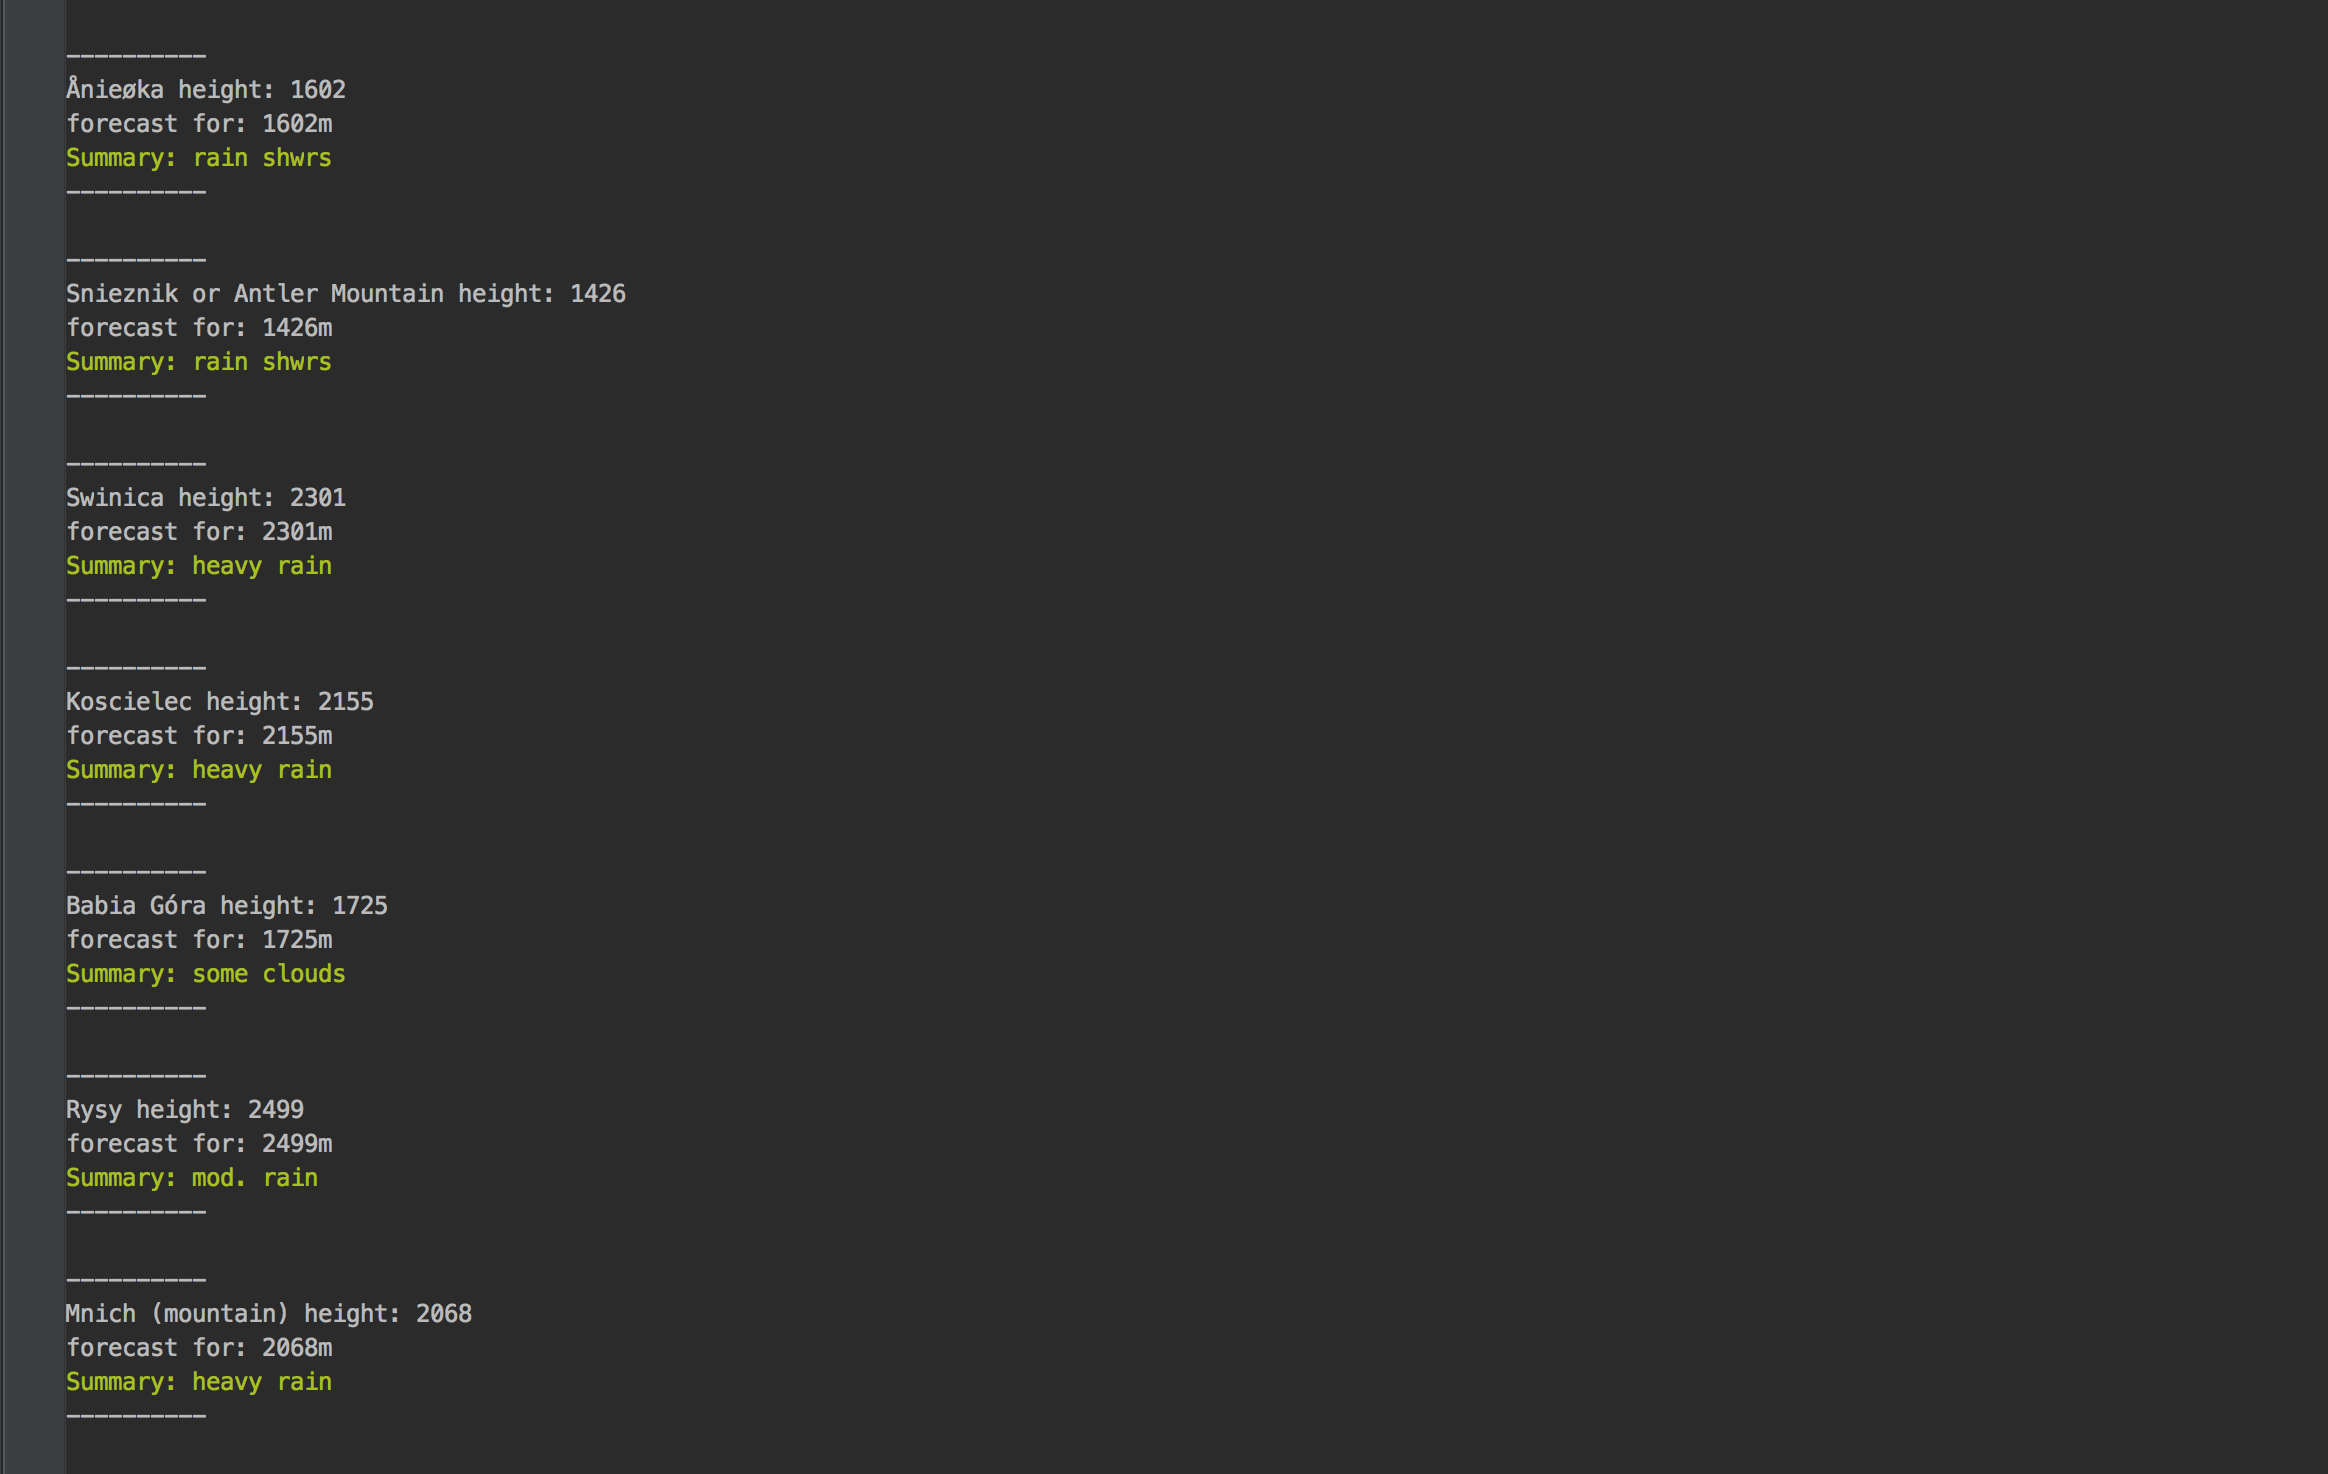 ----------
Ånieøka height: 1602
forecast for: 1602m
Summary: rain shwrs
----------
----------
Snieznik or Antler Mountain height: 1426
forecast for: 1426m
Summary: rain shwrs
----------
----------
Swinica height: 2301
forecast for: 2301m
Summary: heavy rain
----------
----------
Koscielec height: 2155
forecast for: 2155m
Summary: heavy rain
----------
----------
Babia Góra height: 1725
forecast for: 1725m
Summary: some clouds
----------
----------
Rysy height: 2499
forecast for: 2499m
Summary: mod. rain
----------
----------
Mnich (mountain) height: 2068
forecast for: 2068m
Summary: heavy rain
----------